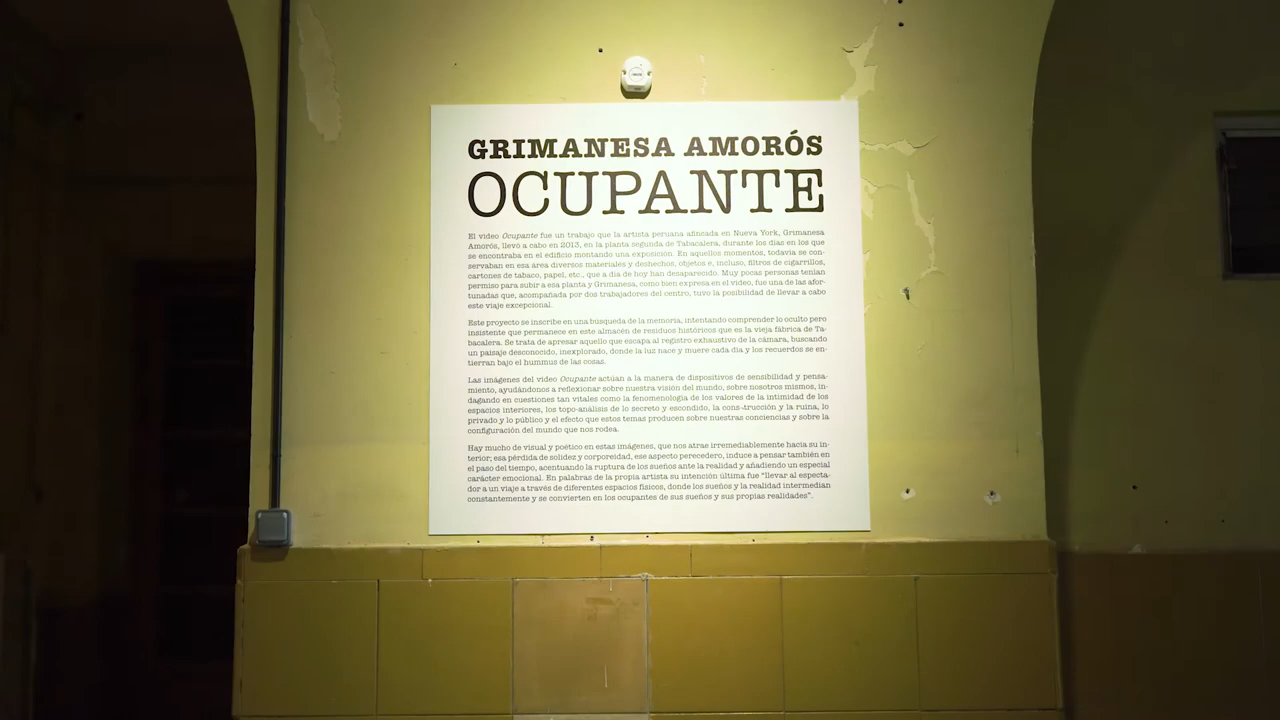 GRIMANESA AMORÓS
OCUPANTE
El video Ocupante fue un trabajo que la artista peruana afincada en Nueva York, Grimanesa
Amorós, llevó a cabo en 2013, en la planta segunda de Tabacalera, durante los días en los que
se encontraba en el edificio montando una exposición. En aquellos momentos, todavía se con-
servaban en esa área diversos materiales y deshechos, objetos e, incluso, filtros de cigarrillos,
cartones de tabaco, papel, etc., que a día de hoy han desaparecido. Muy pocas personas tenían
permiso para subir a esa planta y Grimanesa, como bien expresa en el video, fue una de las afor-
tunadas que, acompañada por dos trabajadores del centro, tuvo la posibilidad de llevar a cabo
este viaje excepcional.
Este proyecto se inscribe en una búsqueda de la memoria, intentando comprender lo oculto pero
insistente que permanece en este almacén de residuos históricos que es la vieja fábrica de Ta-
bacalera. Se trata de apresar aquello que escapa al registro exhaustivo de la cámara, buscando
un paisaje desconocido, inexplorado, donde la luz nace y muere cada día y los recuerdos se en-
tierran bajo el hummus de las cosas.
Las imágenes del video Ocupante actúan a la manera de dispositivos de sensibilidad y pensa-
miento, ayudándonos a reflexionar sobre nuestra visión del mundo, sobre nosotros mismos, in-
dagando en cuestiones tan vitales como la fenomenología de los valores de la intimidad de los
espacios interiores, los topo-análisis de lo secreto y escondido, la cons-trucción y la ruina, lo
privado y lo público y el efecto que estos temas producen sobre nuestras conciencias y sobre la
configuración del mundo que nos rodea.
Hay mucho de visual y poético en estas imágenes, que nos atrae irremediablemente hacia su in-
terior; esa pérdida de solidez y corporeidad, ese aspecto perecedero, induce a pensar también en
el paso del tiempo, acentuando la ruptura de los sueños ante la realidad y añadiendo un especial
carácter emocional. En palabras de la propia artista su intención última fue "llevar al especta-
dor a un viaje a través de diferentes espacios físicos, donde los sueños y la realidad intermedian
constantemente y se convierten en los ocupantes de sus sueños y sus propias realidades".